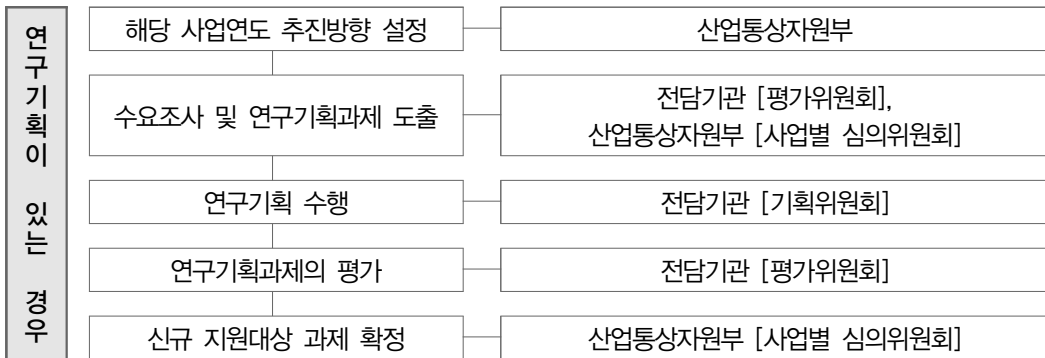 연구기획이 있는 경우
해당 사업연도 추진방향 설정
산업통상자원부
수요조사 및 연구기획과제 도출
전담기관 [평가위원회],
산업통상자원부 [사업별 심의위원회]
연구기획 수행
전담기관 [기획위원회]
연구기획과제의 평가
전담기관 [평가위원회]
신규 지원대상 과제 확정
산업통상자원부 [사업별 심의위원회]